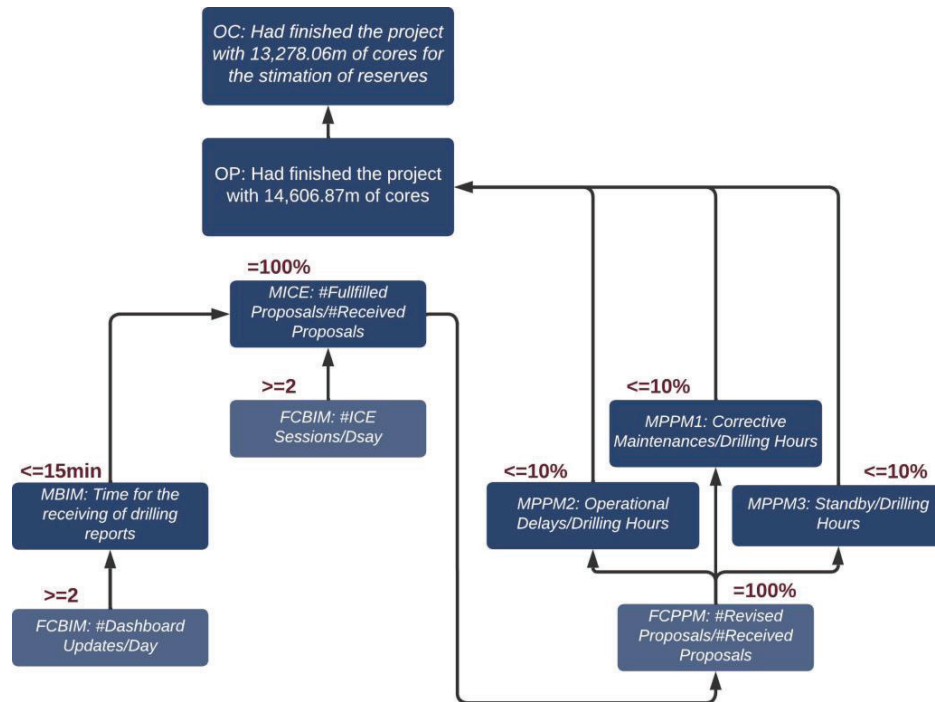 OC: Had finished the project
with 13,278.06m of cores for
the stimation of reserves
OP: Had finished the project
with 14,606.87m of cores
=100%
MICE: #Fullfilled
Proposals/#Received
Proposals
>=2
FCBIM: #ICE
Sessions/Dsay
<=15min
MBIM: Time for the
receiving of drilling
reports
>=2
FCBIM: #Dashboard
Updates/Day
<=10%
MPPM1: Corrective
Maintenances/Drilling Hours
<=10%
MPPM2: Operational
Delays/Drilling Hours
<=10%
MPPM3: Standby/Drilling
Hours
=100%
FCPPM: #Revised
Proposals/#Received
Proposals